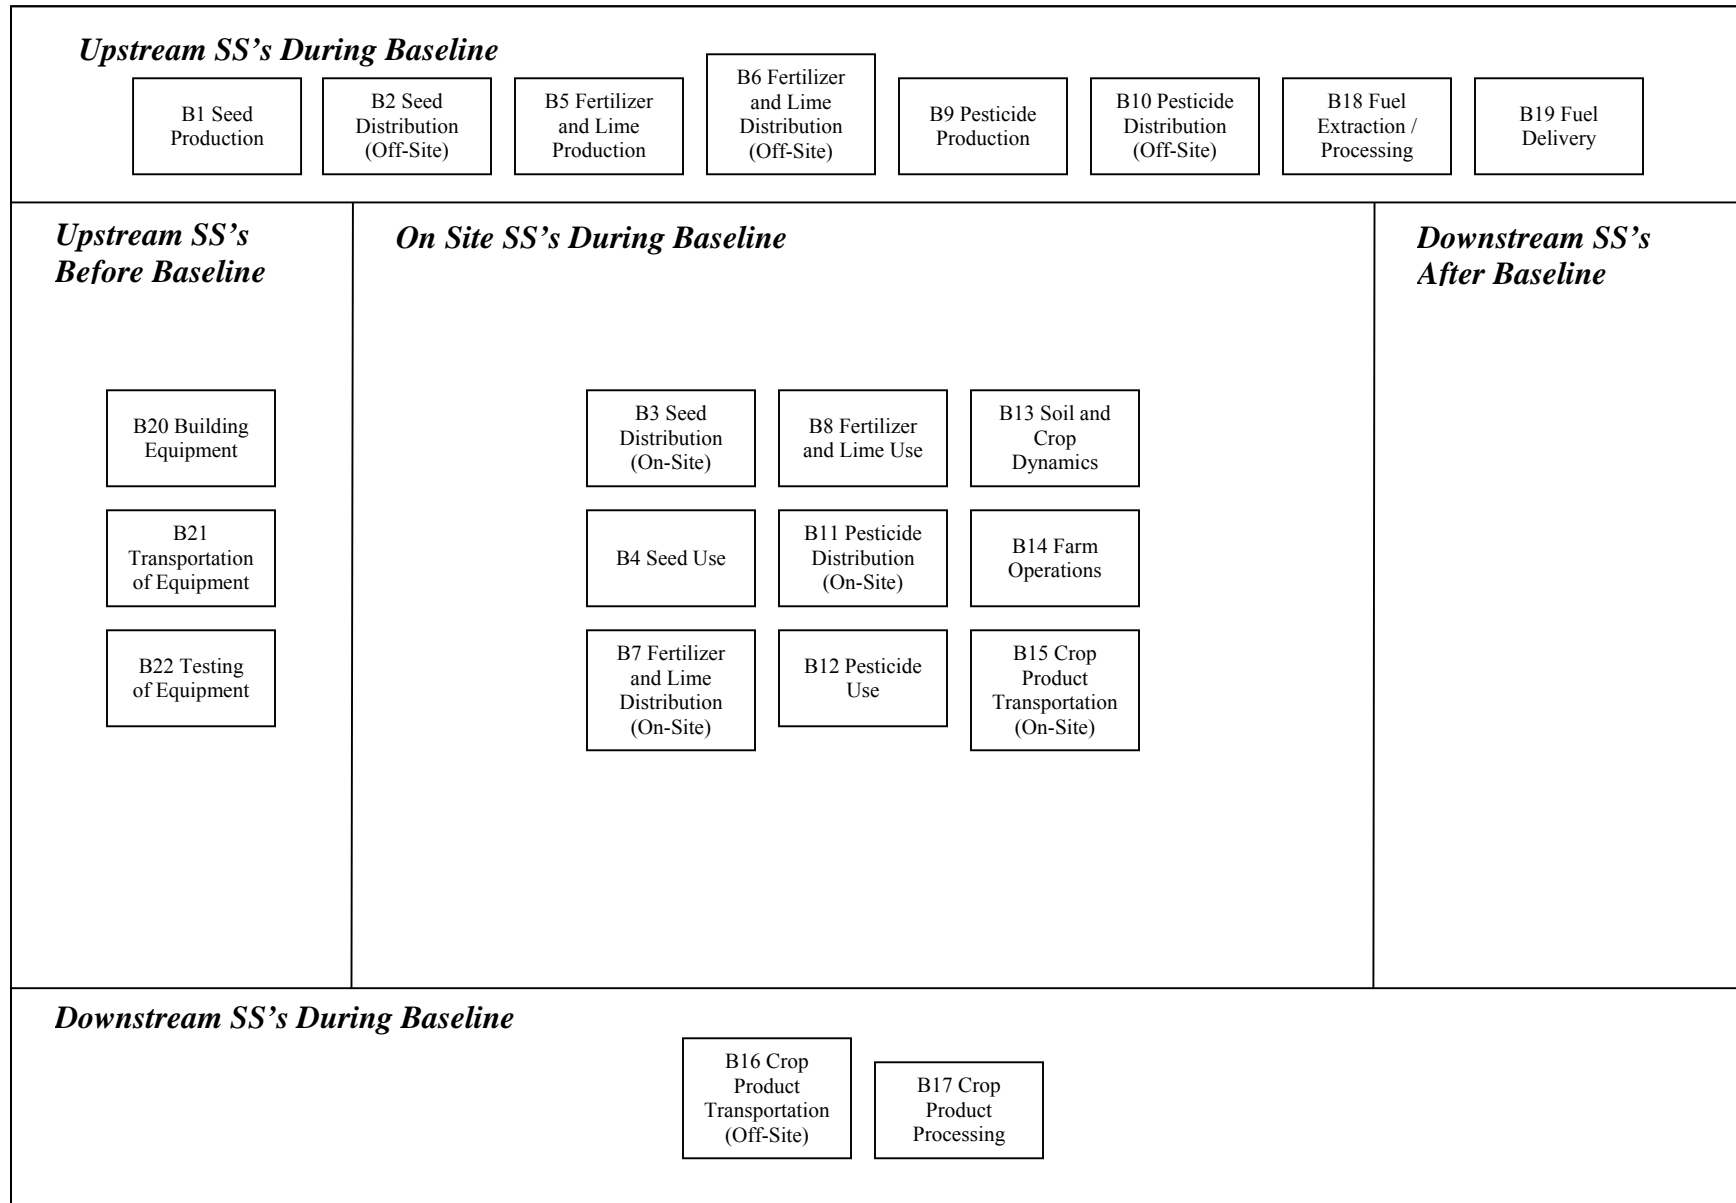 Upstream SS's During Baseline
B1 Seed
Production
B2 Seed
Distribution
(Off-Site)
B5 Fertilizer
and Lime
Production
B6 Fertilizer
and Lime
Distribution
(Off-Site)
B9 Pesticide
Production
B10 Pesticide
Distribution
(Off-Site)
B18 Fuel
Extraction /
Processing
B19 Fuel
Delivery
Upstream SS's
Before Baseline
B20 Building
Equipment
B21
Transportation
of Equipment
B22 Testing
of Equipment
On Site SS's During Baseline
B3 Seed
Distribution
(On-Site)
B8 Fertilizer
and Lime Use
B13 Soil and
Crop
Dynamics
B4 Seed Use
B11 Pesticide
Distribution
(On-Site)
B14 Farm
Operations
B7 Fertilizer
and Lime
Distribution
(On-Site)
B12 Pesticide
Use
B15 Crop
Product
Transportation
(On-Site)
Downstream SS's
After Baseline
Downstream SS's During Baseline
B16 Crop
Product
Transportation
(Off-Site)
B17 Crop
Product
Processing